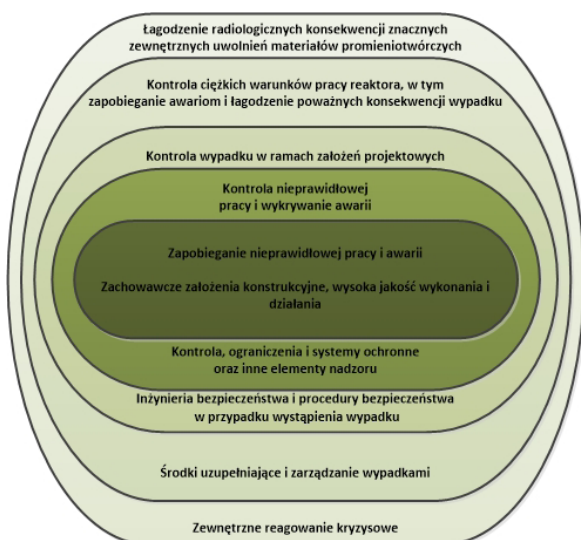 Łagodzenie radiologicznych konsekwencji znacznych
zewnętrznych uwolnień materiałów promieniotwórczych
Kontrola ciężkich warunków pracy reaktora, w tym
zapobieganie awariom i łagodzenie poważnych konsekwencji wypadku
Kontrola wypadku w ramach założeń projektowych
Kontrola nieprawidłowej
pracy i wykrywanie awarii
Zapobieganie nieprawidłowej pracy i awarii
Zachowawcze założenia konstrukcyjne, wysoka jakość wykonania i
działania
Kontrola, ograniczenia i systemy ochronne
oraz inne elementy nadzoru
Inżynieria bezpieczeństwa i procedury bezpieczeństwa
w przypadku wystąpienia wypadku
Środki uzupełniające i zarządzanie wypadkami
Zewnętrzne reagowanie kryzysowe